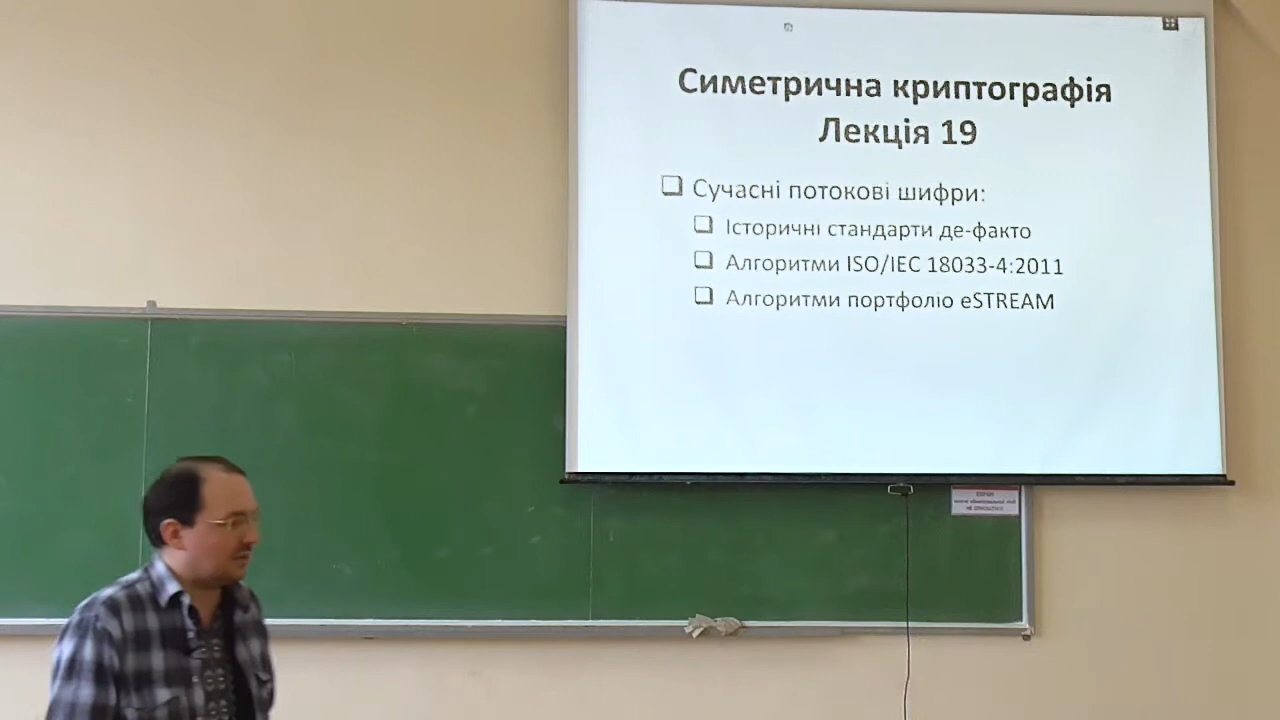 Симетрична криптографія
Лекція 19
Сучасні потокові шифри:
Історичні стандарти де-факто
Алгоритми ISO/IEC 18033-4:2011
Алгоритми портфоліо eSTREAM
ЕКРАН